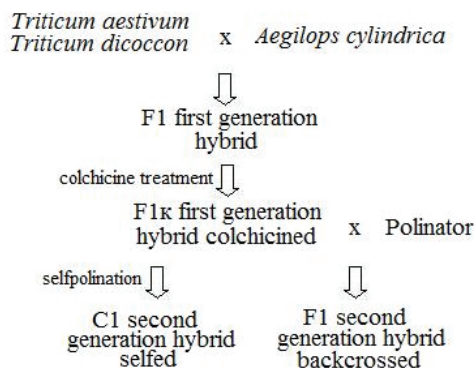 Triticum aestivum
Triticum dicoccon x Aegilops cylindrica
F1 first generation
hybrid
colchicine treatment
F1к first generation
hybrid colchicined x Polinator
selfpolination
C1 second
generation hybrid
selfed
F1 second
generation hybrid
backcrossed